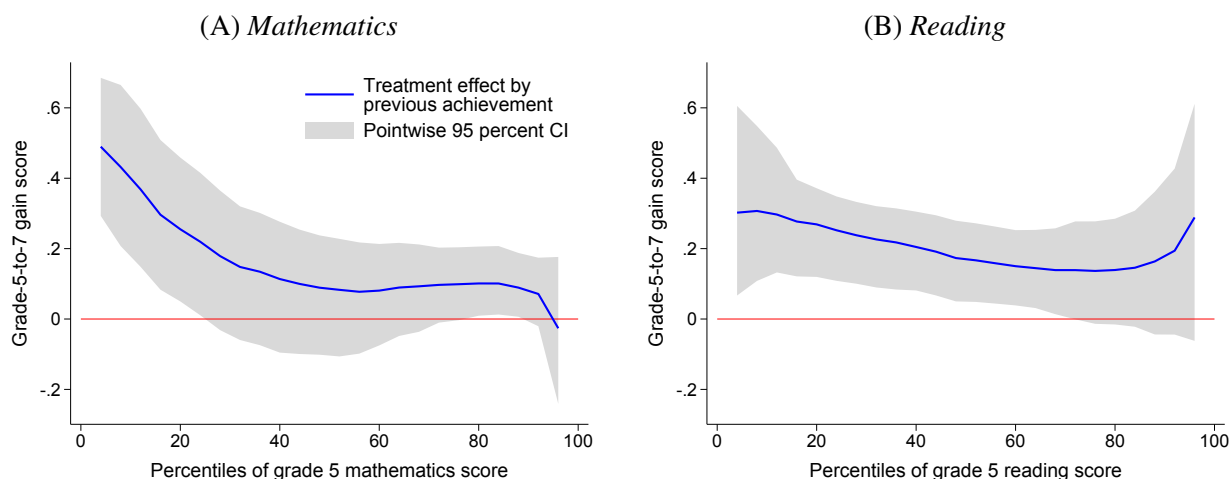 (A) Mathematics
(B) Reading
Grade-5-to-7 gain score
.6
.4
.2
0
-.2
Treatment effect by
previous achievement
Pointwise 95 percent CI
0
20
40
60
80
100
Percentiles of grade 5 mathematics score
Grade-5-to-7 gain score
.6
.4
.2
0
-.2
0
20
40
60
80
100
Percentiles of grade 5 reading score